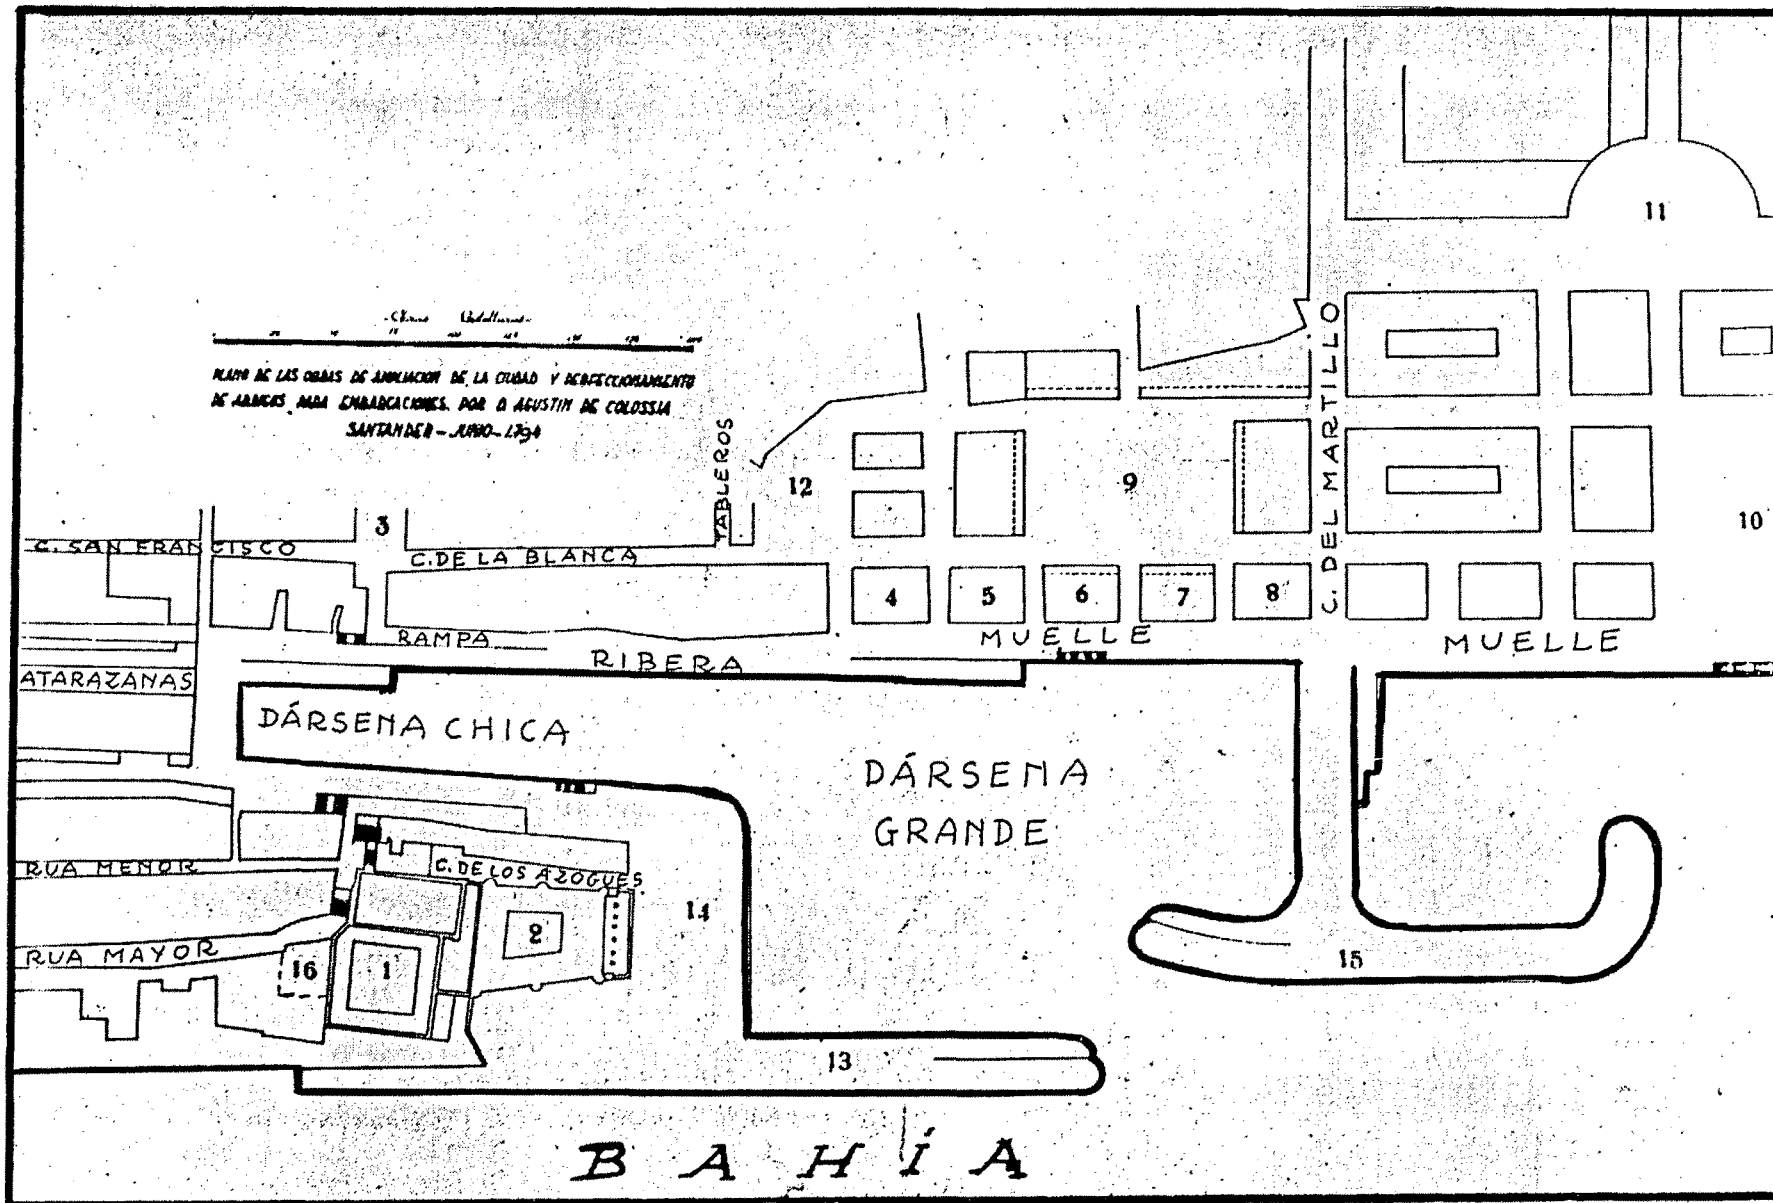 11
PLANO DE LAS OBRAS DE AMPLIACION DE LA CIUDAD Y PERFECCIONAMIENTO
DE ABRIGOS PARA EMBARCACIONES. POR D AGUSTIN DE COLOSSIA
SANTANDER - JUNIO - 1794
C. DEL MARTILLO
TABLEROS
12
9
10
3
C. SAN FRANCISCO
C. DE LA BLANCA
4
5
6
7
8
RAMPA
MUELLE
MUELLE
RIBERA
ATARAZANAS
DÁRSENA CHICA
DÁRSENA
GRANDE
RUA MENOR
C. DE LOS AZOGUES
14
2
RUA MAYOR
16
1
15
13
BAHÍA